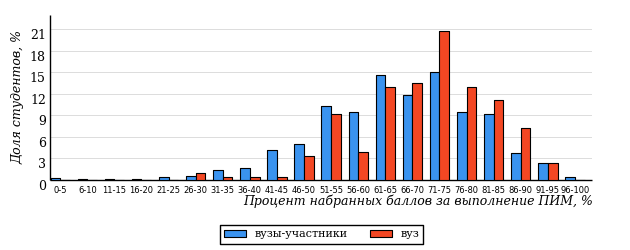 Доля студентов, %
21
18
15
12
9
6
3
0
0-5 6-10 11-15 16-20 21-25 26-30 31-35 36-40 41-45 46-50 51-55 56-60 61-65 66-70 71-75 76-80 81-85 86-90 91-95 96-100
Процент набранных баллов за выполнение ПИМ, %
вузы-участники вуз